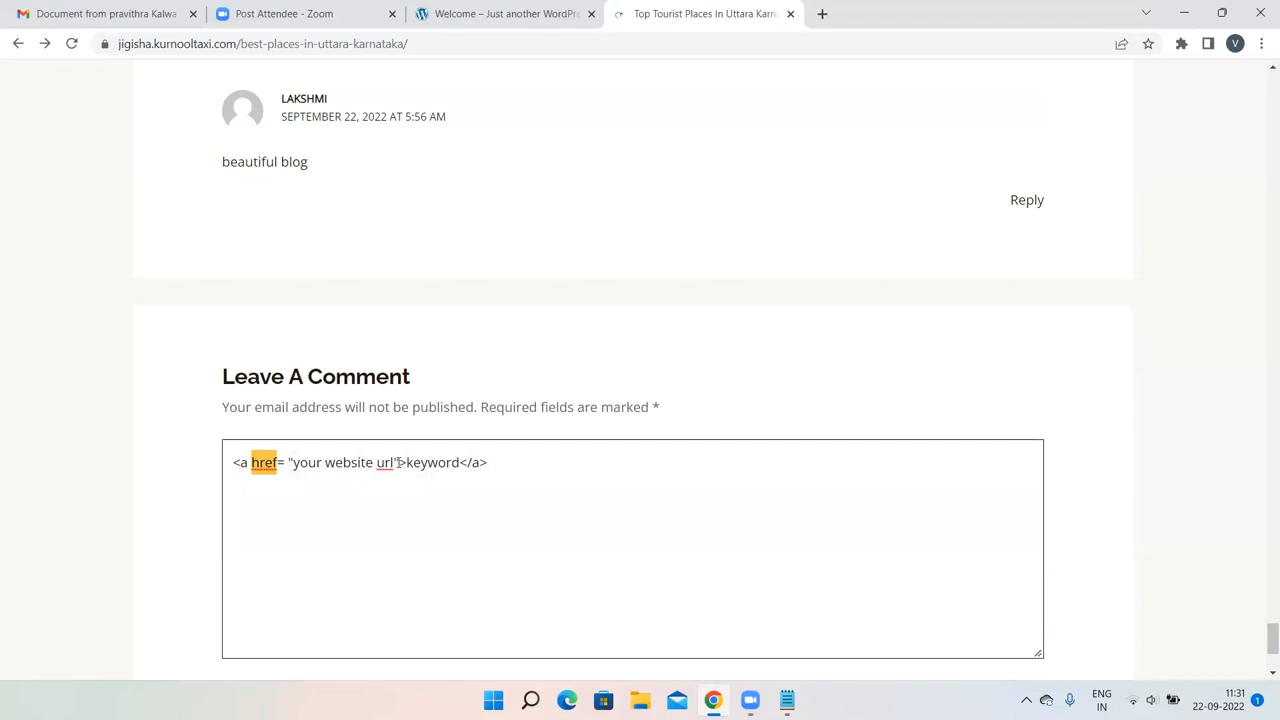 Document from pravithra Kalwa
Post Attendee - Zoom
Welcome – Just another WordPre
Top Tourist Places In Uttara Karn
jigisha.kurnooltaxi.com/best-places-in-uttara-karnataka/
V
LAKSHMI
SEPTEMBER 22, 2022 AT 5:56 AM
beautiful blog
Reply
Leave A Comment
Your email address will not be published. Required fields are marked *
<a href= "your website url">keyword</a>
ENG
IN
11:31
22-09-2022
1